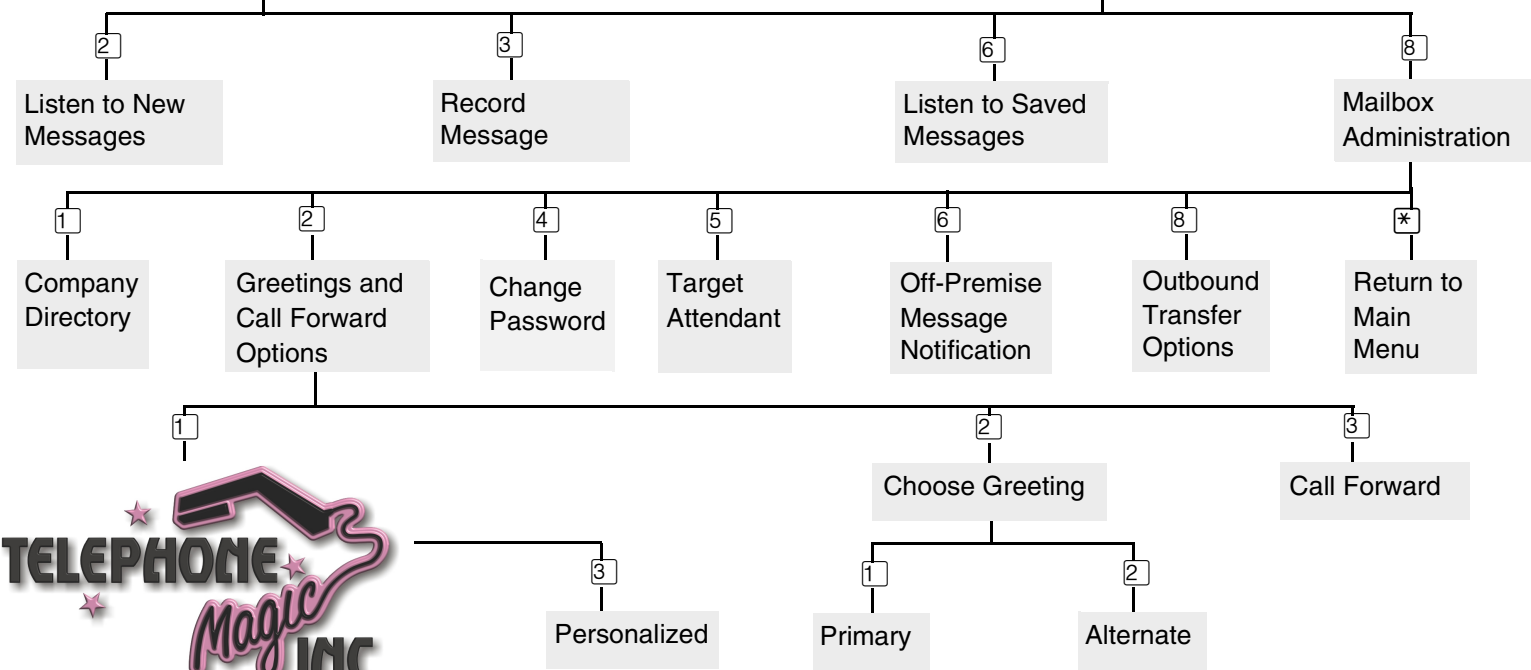 2
3
6
8
Listen to New
Messages
Record
Message
Listen to Saved
Messages
Mailbox
Administration
1
2
4
5
6
8
*
Company
Directory
Greetings and
Call Forward
Options
Change
Password
Target
Attendant
Off-Premise
Message
Notification
Outbound
Transfer
Options
Return to
Main
Menu
1
2
3
Choose Greeting
Call Forward
TELEPHONE
Magic
INC
3
1
2
Personalized
Primary
Alternate